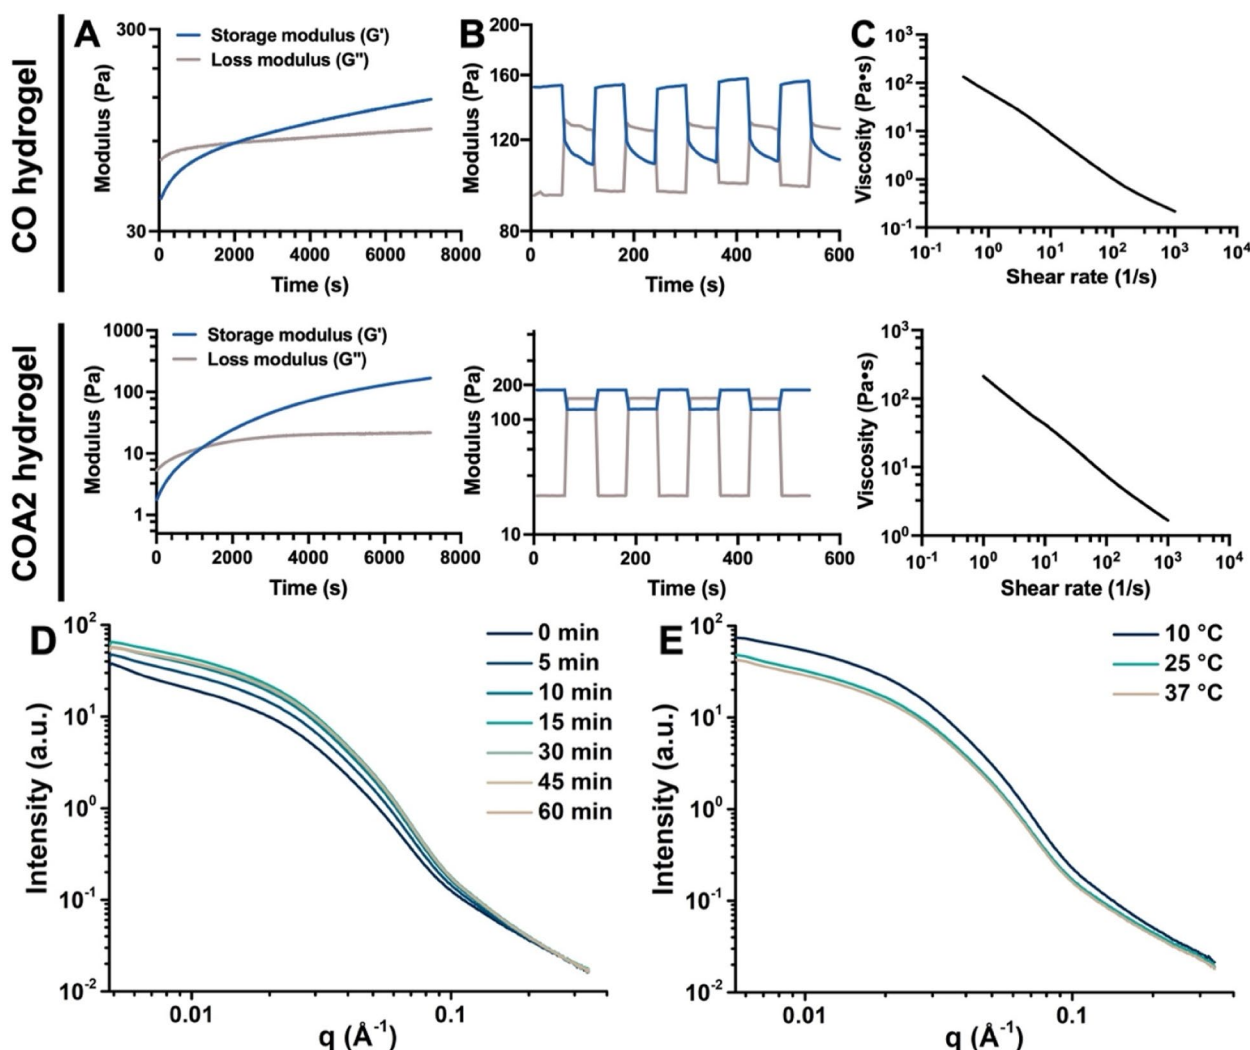 CO hydrogel
A
Storage modulus (G')
Loss modulus (G'')
Modulus (Pa)
300
30
0 2000 4000 6000 8000
Time (s)
B
Modulus (Pa)
200
160
120
80
0 200 400 600
Time (s)
C
Viscosity (Pa•s)
10³
10²
10¹
10⁰
10⁻¹
10⁻¹ 10⁰ 10¹ 10² 10³ 10⁴
Shear rate (1/s)
COA2 hydrogel
Storage modulus (G')
Loss modulus (G'')
Modulus (Pa)
1000
100
10
1
0 2000 4000 6000 8000
Time (s)
Modulus (Pa)
200
100
10
0 200 400 600
Time (s)
Viscosity (Pa•s)
10³
10²
10¹
10⁰
10⁻¹ 10⁰ 10¹ 10² 10³ 10⁴
Shear rate (1/s)
D
Intensity (a.u.)
10²
10¹
10⁰
10⁻¹
10⁻²
0 min
5 min
10 min
15 min
30 min
45 min
60 min
0.01 0.1
q (Å⁻¹)
E
Intensity (a.u.)
10²
10¹
10⁰
10⁻¹
10⁻²
10 °C
25 °C
37 °C
0.01 0.1
q (Å⁻¹)